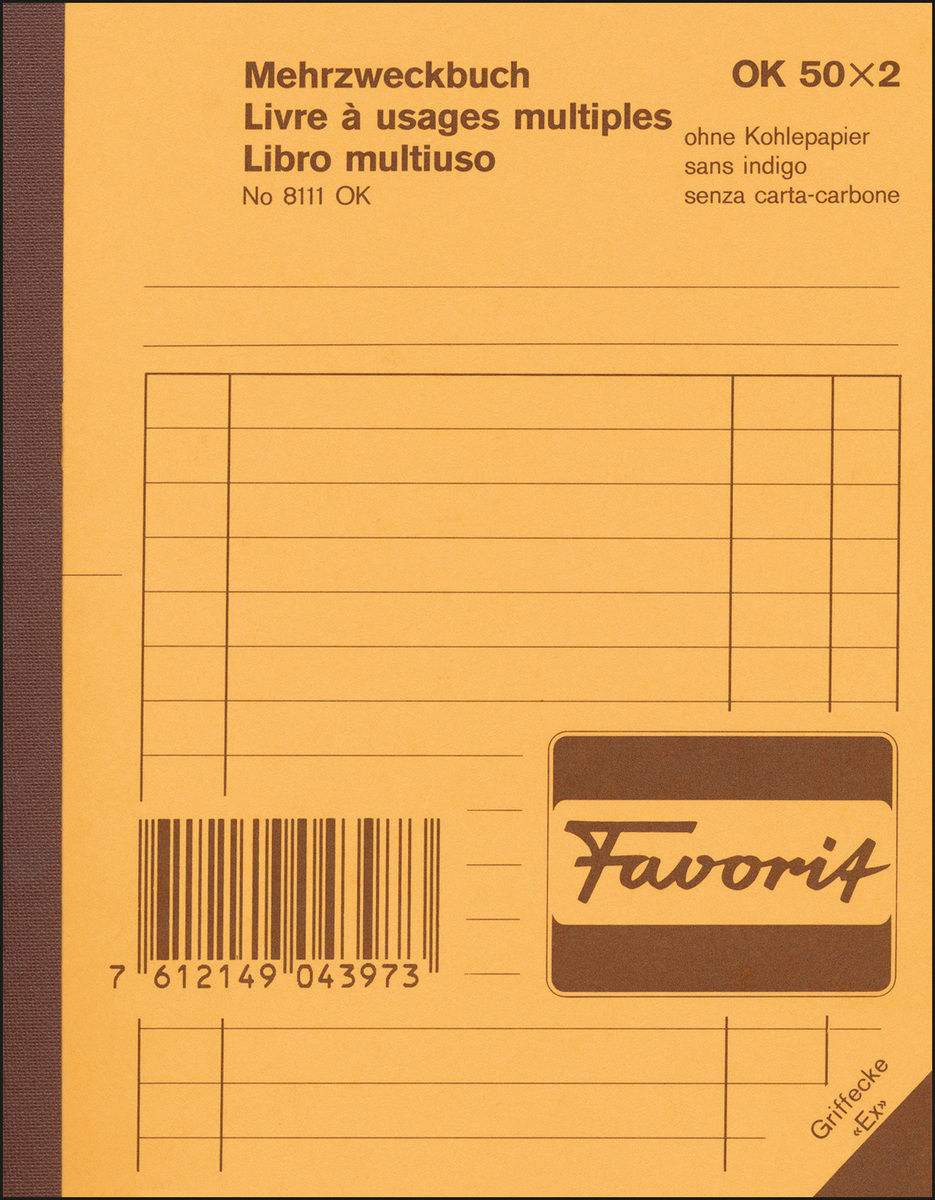 Mehrzweckbuch
Livre à usages multiples
Libro multiuso
No 8111 OK
OK 50×2
ohne Kohlepapier
sans indigo
senza carta-carbone
Favorit
7 612149 043973
Griffecke
«Ex»